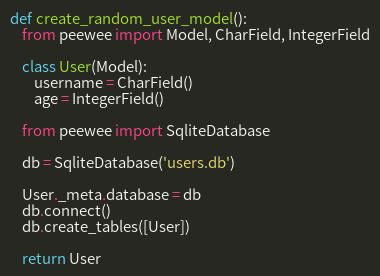 def create_random_user_model():
from peewee import Model, CharField, IntegerField
class User(Model):
username = CharField()
age = IntegerField()
from peewee import SqliteDatabase
db = SqliteDatabase('users.db')
User._meta.database = db
db.connect()
db.create_tables([User])
return User